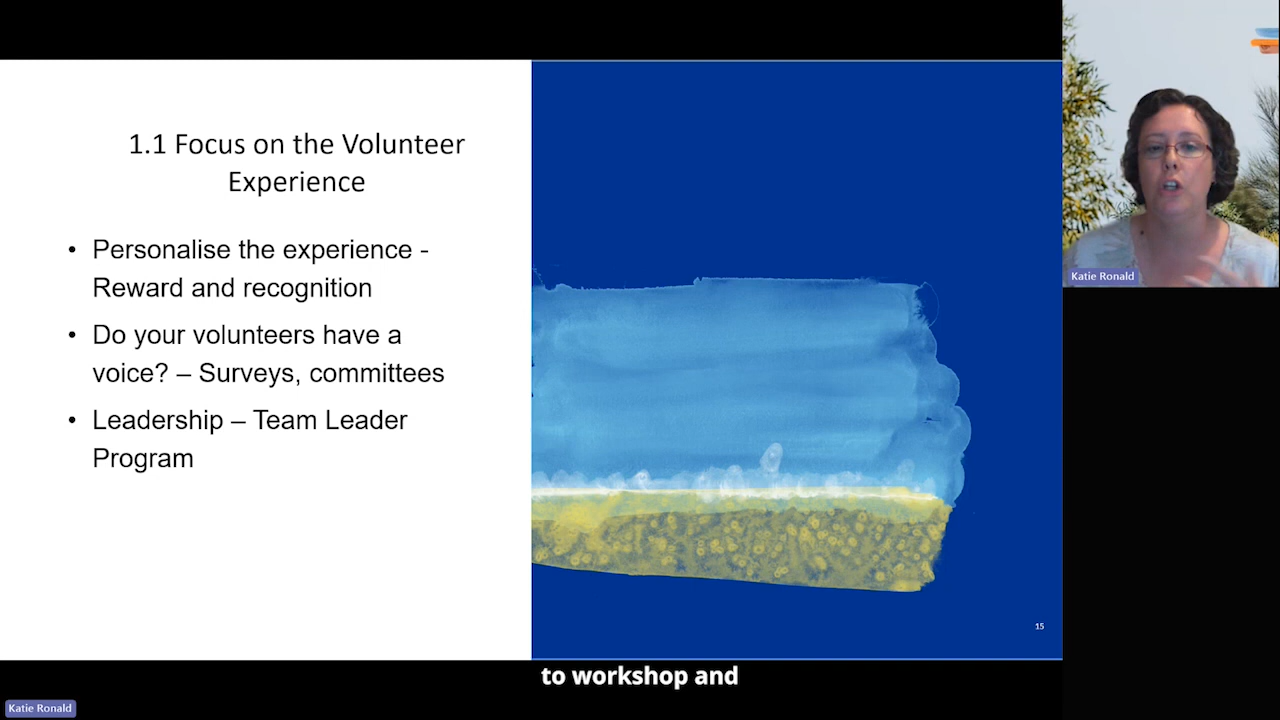 1.1 Focus on the Volunteer
Experience
• Personalise the experience -
Reward and recognition
• Do your volunteers have a
voice? – Surveys, committees
• Leadership – Team Leader
Program
15
Katie Ronald
to workshop and
Katie Ronald